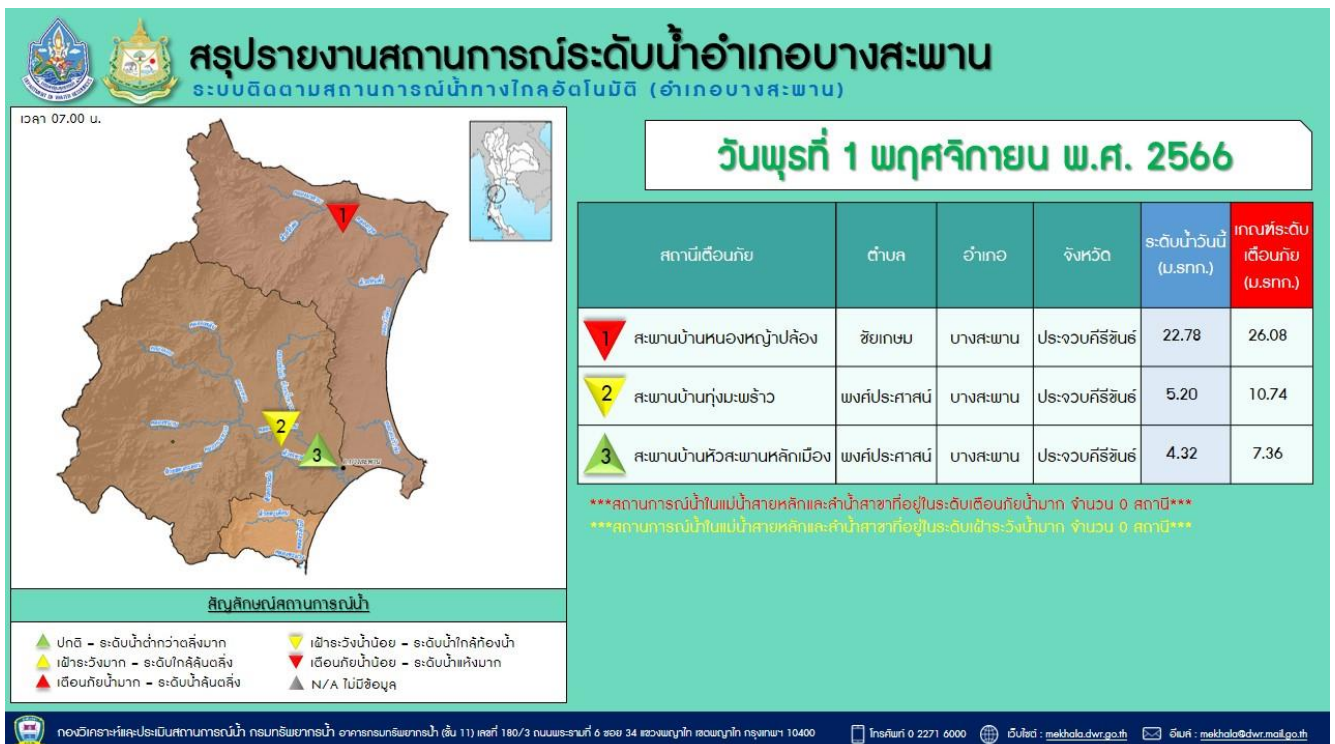 สรุปรายงานสถานการณ์ระดับน้ำอำเภอบางสะพาน
ระบบติดตามสถานการณ์น้ำทางไกลอัตโนมัติ (อำเภอบางสะพาน)
เวลา 07.00 น.
วันพุธที่ 1 พฤศจิกายน พ.ศ. 2566
สถานีเตือนภัย ตำบล อำเภอ จังหวัด ระดับน้ำวันนี้ (ม.รทก.) เกณฑ์ระดับเตือนภัย (ม.รทก.)
1 สะพานบ้านหนองหญ้าปล้อง ชัยเกษม บางสะพาน ประจวบคีรีขันธ์ 22.78 26.08
2 สะพานบ้านทุ่งมะพร้าว พงศ์ประศาสน์ บางสะพาน ประจวบคีรีขันธ์ 5.20 10.74
3 สะพานบ้านหัวสะพานหลักเมือง พงศ์ประศาสน์ บางสะพาน ประจวบคีรีขันธ์ 4.32 7.36
***สถานการณ์น้ำในแม่น้ำสายหลักและลำน้ำสาขาที่อยู่ในระดับเตือนภัยน้ำมาก จำนวน 0 สถานี***
***สถานการณ์น้ำในแม่น้ำสายหลักและลำน้ำสาขาที่อยู่ในระดับเฝ้าระวังน้ำมาก จำนวน 0 สถานี***
1
2
3
สัญลักษณ์สถานการณ์น้ำ
ปกติ - ระดับน้ำต่ำกว่าตลิ่งมาก
เฝ้าระวังมาก - ระดับใกล้ล้นตลิ่ง
เตือนภัยน้ำมาก - ระดับน้ำล้นตลิ่ง
เฝ้าระวังน้ำน้อย - ระดับน้ำใกล้ท้องน้ำ
เตือนภัยน้ำน้อย - ระดับน้ำแห้งมาก
N/A ไม่มีข้อมูล
กองวิเคราะห์และประเมินสถานการณ์น้ำ กรมทรัพยากรน้ำ อาคารกรมทรัพยากรน้ำ (ชั้น 11) เลขที่ 180/3 ถนนพระรามที่ 6 ซอย 34 แขวงพญาไท เขตพญาไท กรุงเทพฯ 10400 โทรศัพท์ 0 2271 6000 เว็บไซต์ : mekhala.dwr.go.th อีเมล์ : mekhala@dwr.mail.go.th